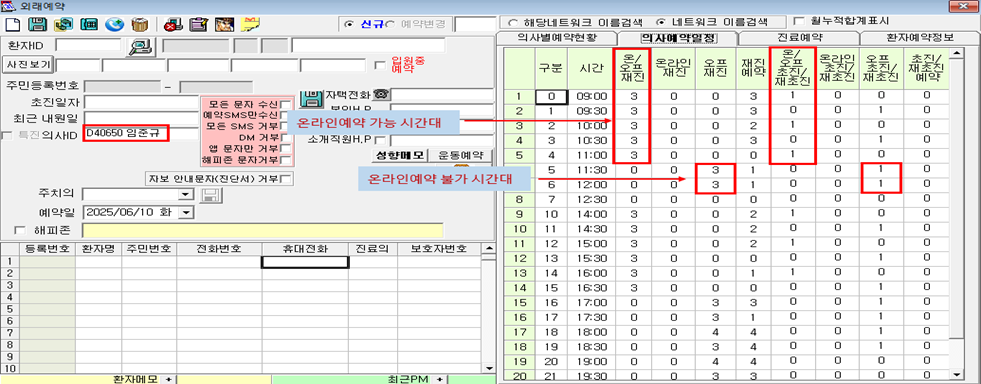 외래예약
신규 예약변경
해당네트워크 이름검색 네트워크 이름검색 월누적합계표시
환자ID
사진보기
입원중
예약
주민등록번호 -
초진일자
최근 내원일
특진 의사ID D40650 임준규
모든 문자 수신
예약SMS만수신
모든 SMS 거부
DM 거부
앱 문자만 거부
해피존 문자거부
자택전화
소개직원H,P
성향메모 운동예약
자보 안내문자(진단서) 거부
온라인예약 가능 시간대
온라인예약 불가 시간대
주치의
예약일 2025/06/10 화
해피존
등록번호 환자명 주민번호 전화번호 휴대전화 진료의 보호자번호
1
2
3
4
5
6
7
8
9
10
환자메모 + 최근PM +
의사별예약현황 의사예약일정 진료예약 환자예약정보
구분 시간 온/오프 재진 온라인 재진 오프 재진 재진 예약 온/오프 초진/재초진 온라인 초진/재초진 오프 초진/재초진 초진/재초진 예약
1 0 09:00 3 0 0 3 1 0 0 0
2 1 09:30 3 0 0 3 0 0 1 0
3 2 10:00 3 0 0 2 1 0 0 0
4 3 10:30 3 0 0 3 0 0 1 0
5 4 11:00 3 0 0 0 1 0 0 0
5 11:30 0 0 3 1 0 0 1 0
6 12:00 0 0 3 1 0 0 1 0
8 7 12:30 0 0 0 0 0 0 0 0
9 10 14:00 3 0 0 2 1 0 0 0
10 11 14:30 3 0 0 2 0 0 1 0
11 12 15:00 3 0 0 2 1 0 0 0
12 13 15:30 3 0 0 0 0 0 1 0
13 14 16:00 3 0 0 1 1 0 0 0
14 15 16:30 3 0 0 0 0 0 1 0
15 16 17:00 0 0 3 3 0 0 1 0
16 17 17:30 0 0 3 1 0 0 1 0
17 18 18:00 0 0 4 4 0 0 1 0
18 19 18:30 0 0 3 4 0 0 1 0
19 20 19:00 0 0 4 4 0 0 0 0
20 21 19:30 0 0 3 3 0 0 1 0